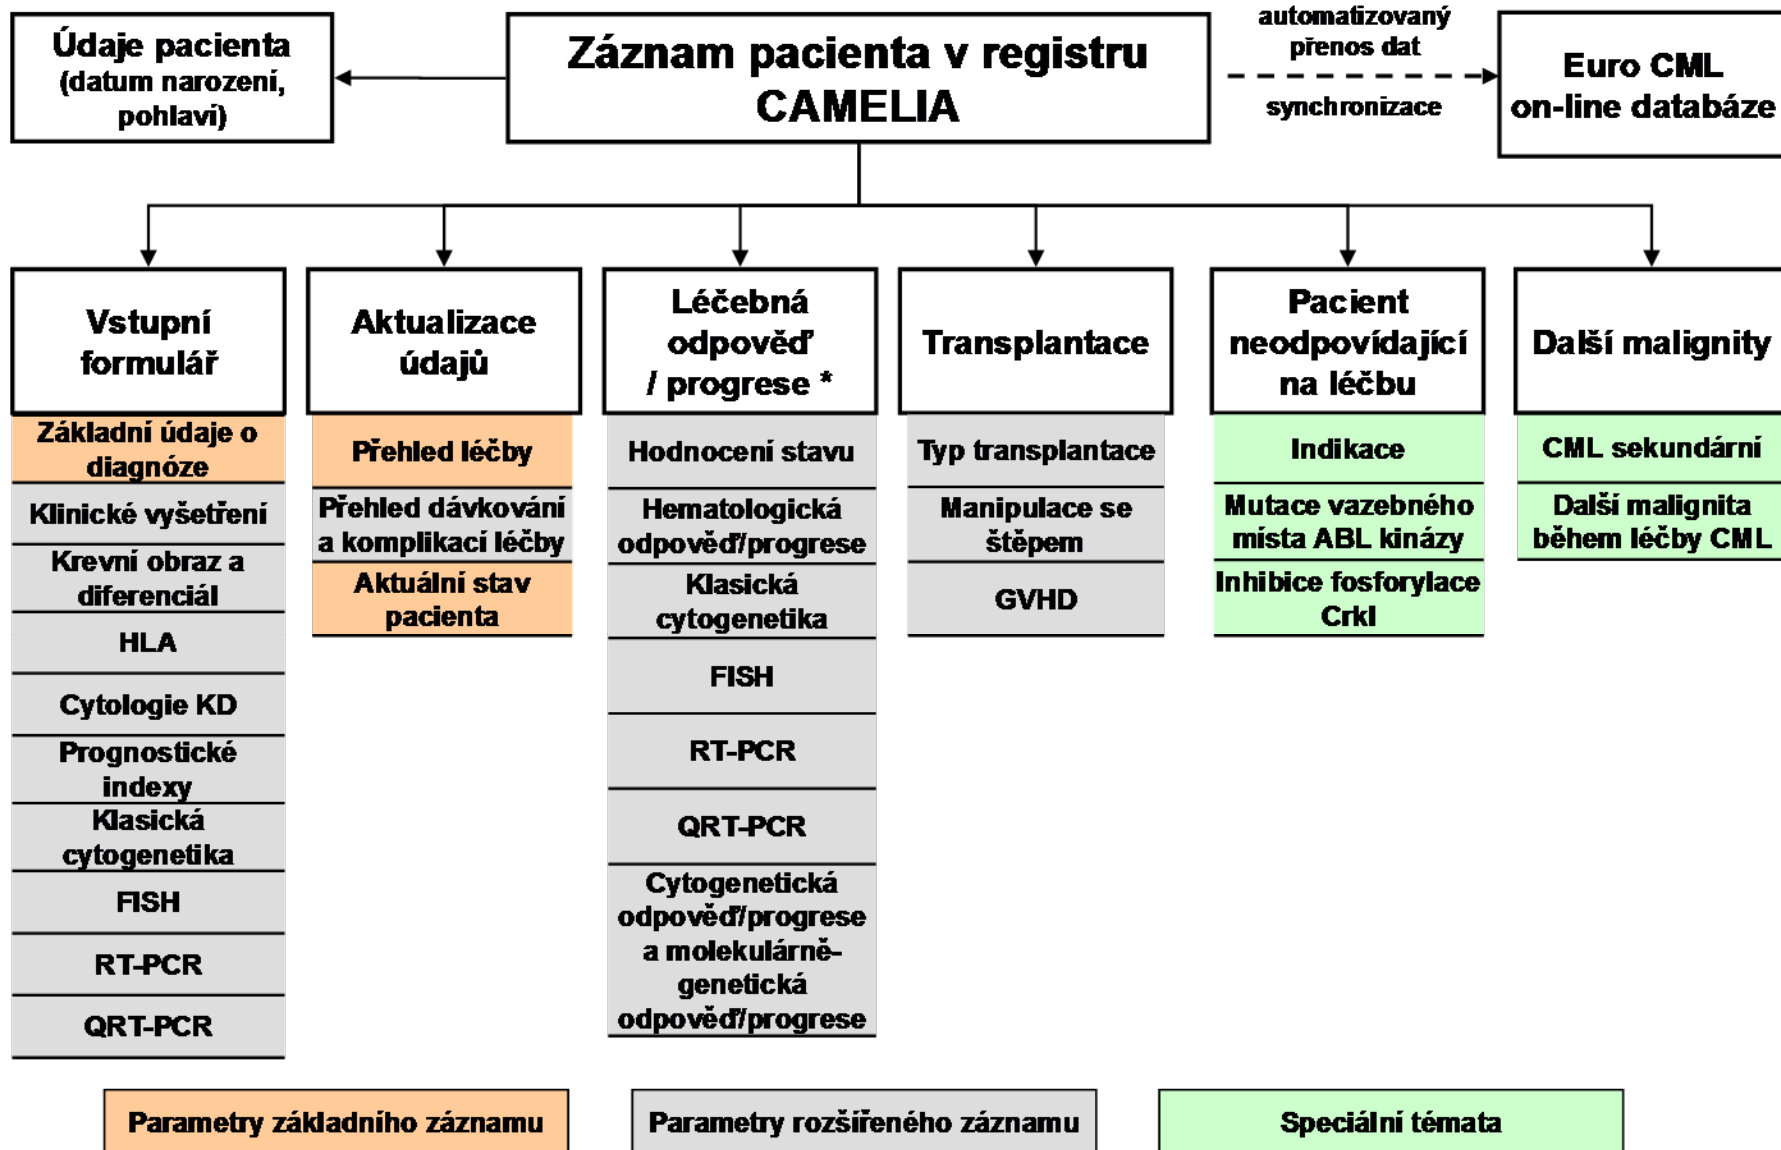 Údaje pacienta
(datum narození,
pohlaví)
Záznam pacienta v registru
CAMELIA
automatizovaný
přenos dat
synchronizace
Euro CML
on-line databáze
Vstupní
formulář
Základní údaje o
diagnóze
Klinické vyšetření
Krevní obraz a
diferenciál
HLA
Cytologie KD
Prognostické
indexy
Klasická
cytogenetika
FISH
RT-PCR
QRT-PCR
Aktualizace
údajů
Přehled léčby
Přehled dávkování
a komplikací léčby
Aktuální stav
pacienta
Léčebná
odpověď
/ progrese *
Hodnocení stavu
Hematologická
odpověď/progrese
Klasická
cytogenetika
FISH
RT-PCR
QRT-PCR
Cytogenetická
odpověď/progrese
a molekulárně-
genetická
odpověď/progrese
Transplantace
Typ transplantace
Manipulace se
štěpem
GVHD
Pacient
neodpovídající
na léčbu
Indikace
Mutace vazebného
místa ABL kinázy
Inhibice fosforylace
Crkl
Další malignity
CML sekundární
Další malignita
během léčby CML
Parametry základního záznamu
Parametry rozšířeného záznamu
Speciální témata